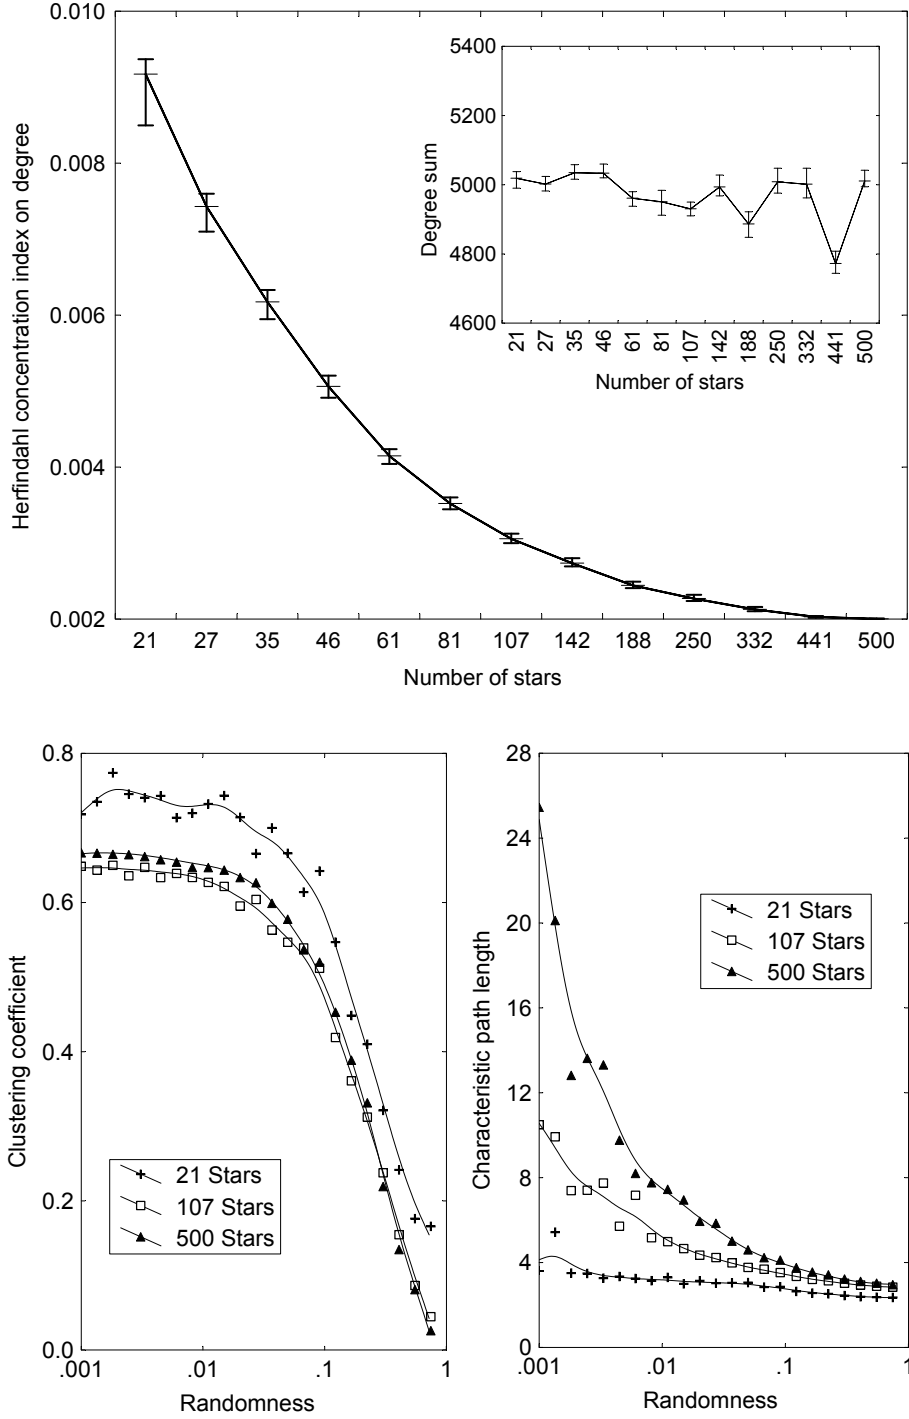 0.010
0.008
0.006
0.004
0.002
Herfindahl concentration index on degree
21 27 35 46 61 81 107 142 188 250 332 441 500
Number of stars
5400
5200
5000
4800
4600
Degree sum
21 27 35 46 61 81 107 142 188 250 332 441 500
Number of stars
0.8
0.6
0.4
0.2
0.0
Clustering coefficient
21 Stars
107 Stars
500 Stars
.001 .01 .1 1
Randomness
28
24
20
16
12
8
4
0
Characteristic path length
21 Stars
107 Stars
500 Stars
.001 .01 .1 1
Randomness